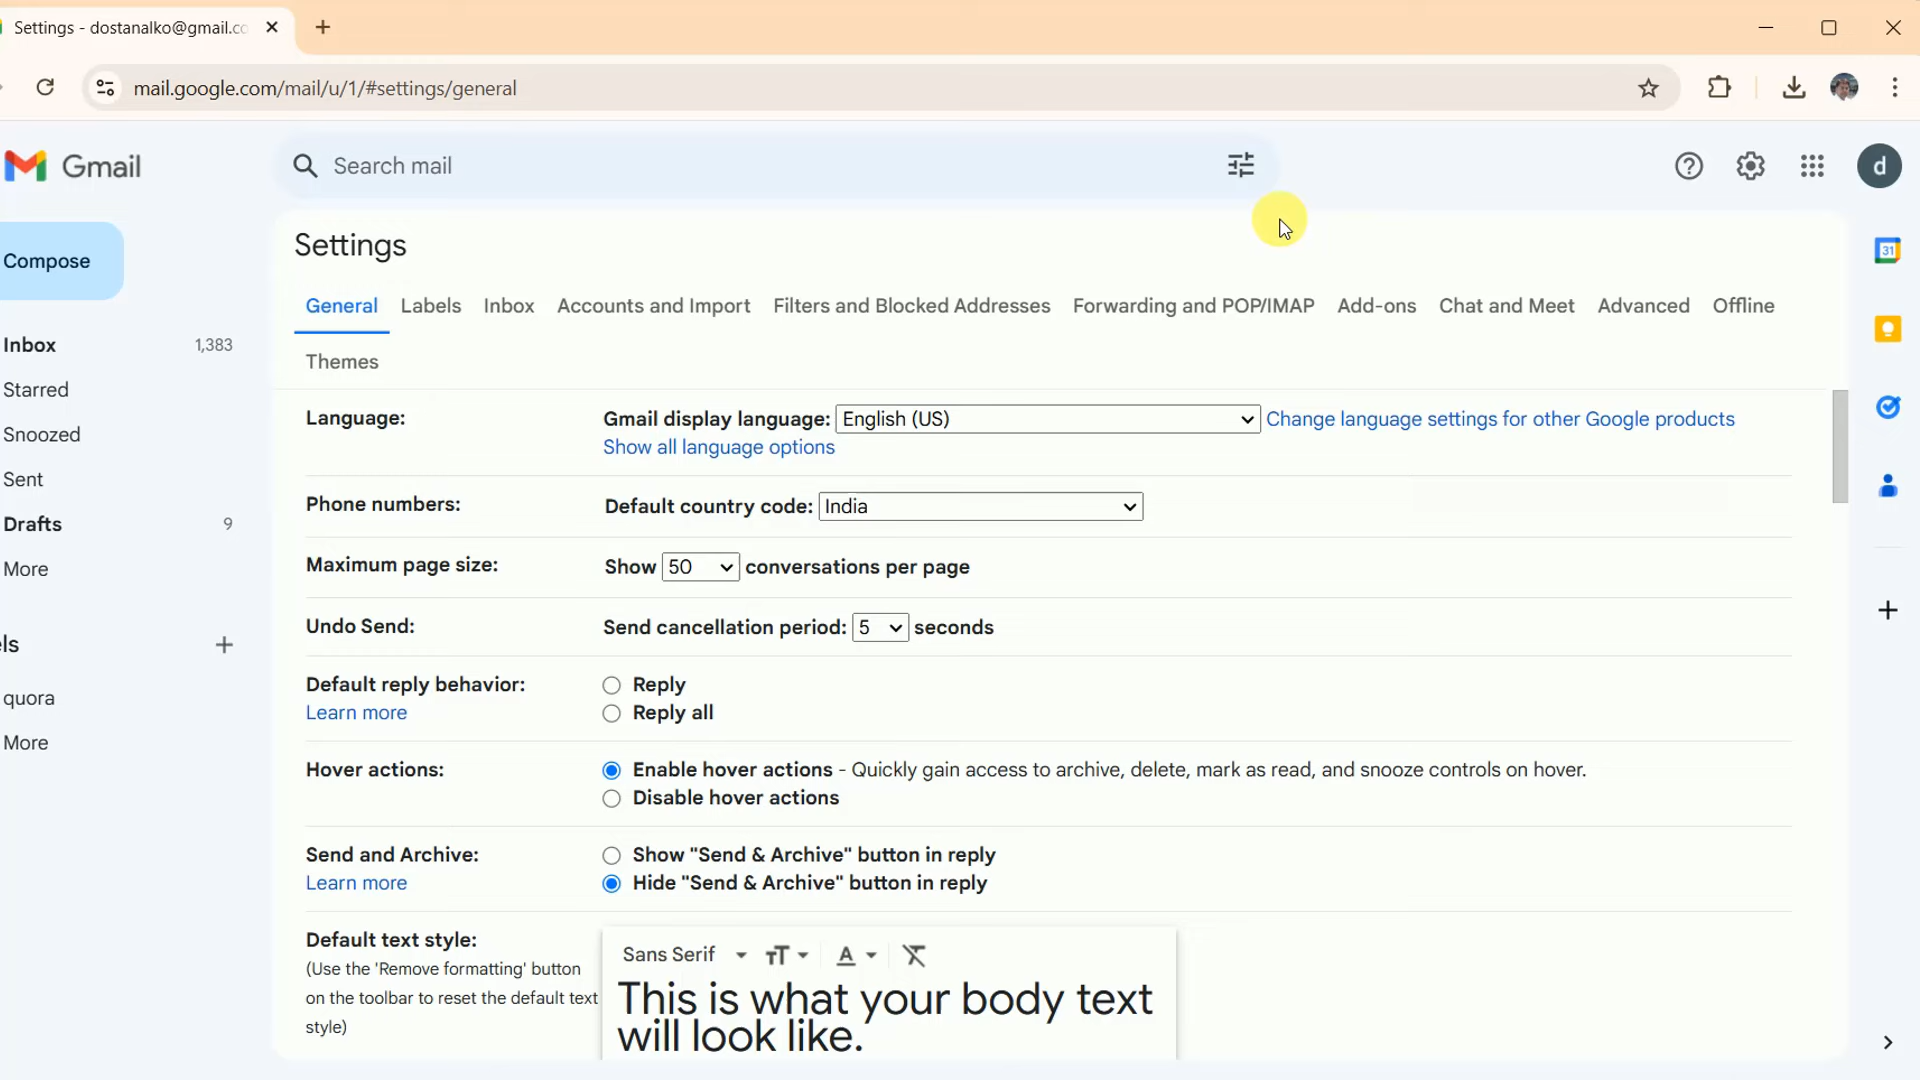 Settings - dostanalko@gmail.co
mail.google.com/mail/u/1/#settings/general
Gmail
Search mail
d
Compose
Inbox 1,383
Starred
Snoozed
Sent
Drafts 9
More
els
quora
More
Settings
General Labels Inbox Accounts and Import Filters and Blocked Addresses Forwarding and POP/IMAP Add-ons Chat and Meet Advanced Offline
Themes
Language: Gmail display language: English (US) Change language settings for other Google products
Show all language options
Phone numbers: Default country code: India
Maximum page size: Show 50 conversations per page
Undo Send: Send cancellation period: 5 seconds
Default reply behavior: Reply
Learn more Reply all
Hover actions: Enable hover actions - Quickly gain access to archive, delete, mark as read, and snooze controls on hover.
Disable hover actions
Send and Archive: Show "Send & Archive" button in reply
Learn more Hide "Send & Archive" button in reply
Default text style: Sans Serif
(Use the 'Remove formatting' button
on the toolbar to reset the default text
style)
This is what your body text
will look like.
31